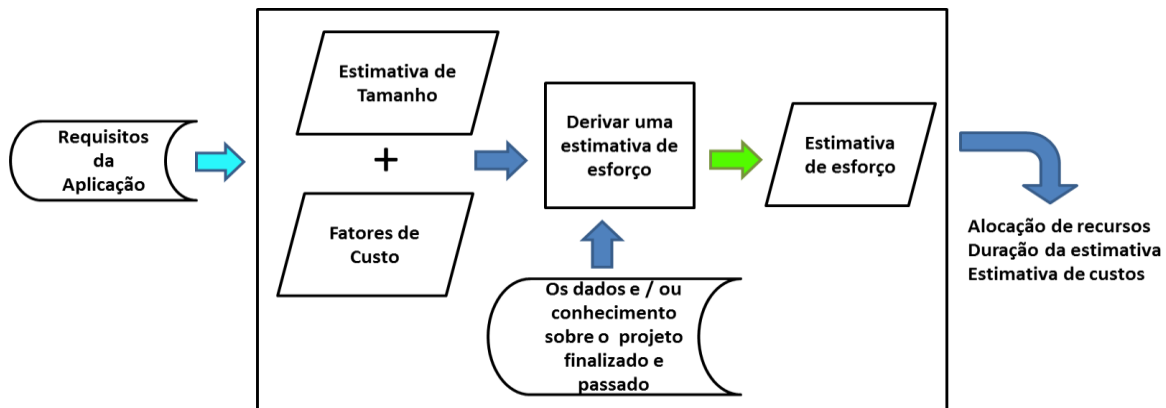 Requisitos
da
Aplicação
Estimativa de
Tamanho
+
Fatores de
Custo
Derivar uma
estimativa de
esforço
Os dados e / ou
conhecimento
sobre o projeto
finalizado e
passado
Estimativa
de esforço
Alocação de recursos
Duração da estimativa
Estimativa de custos